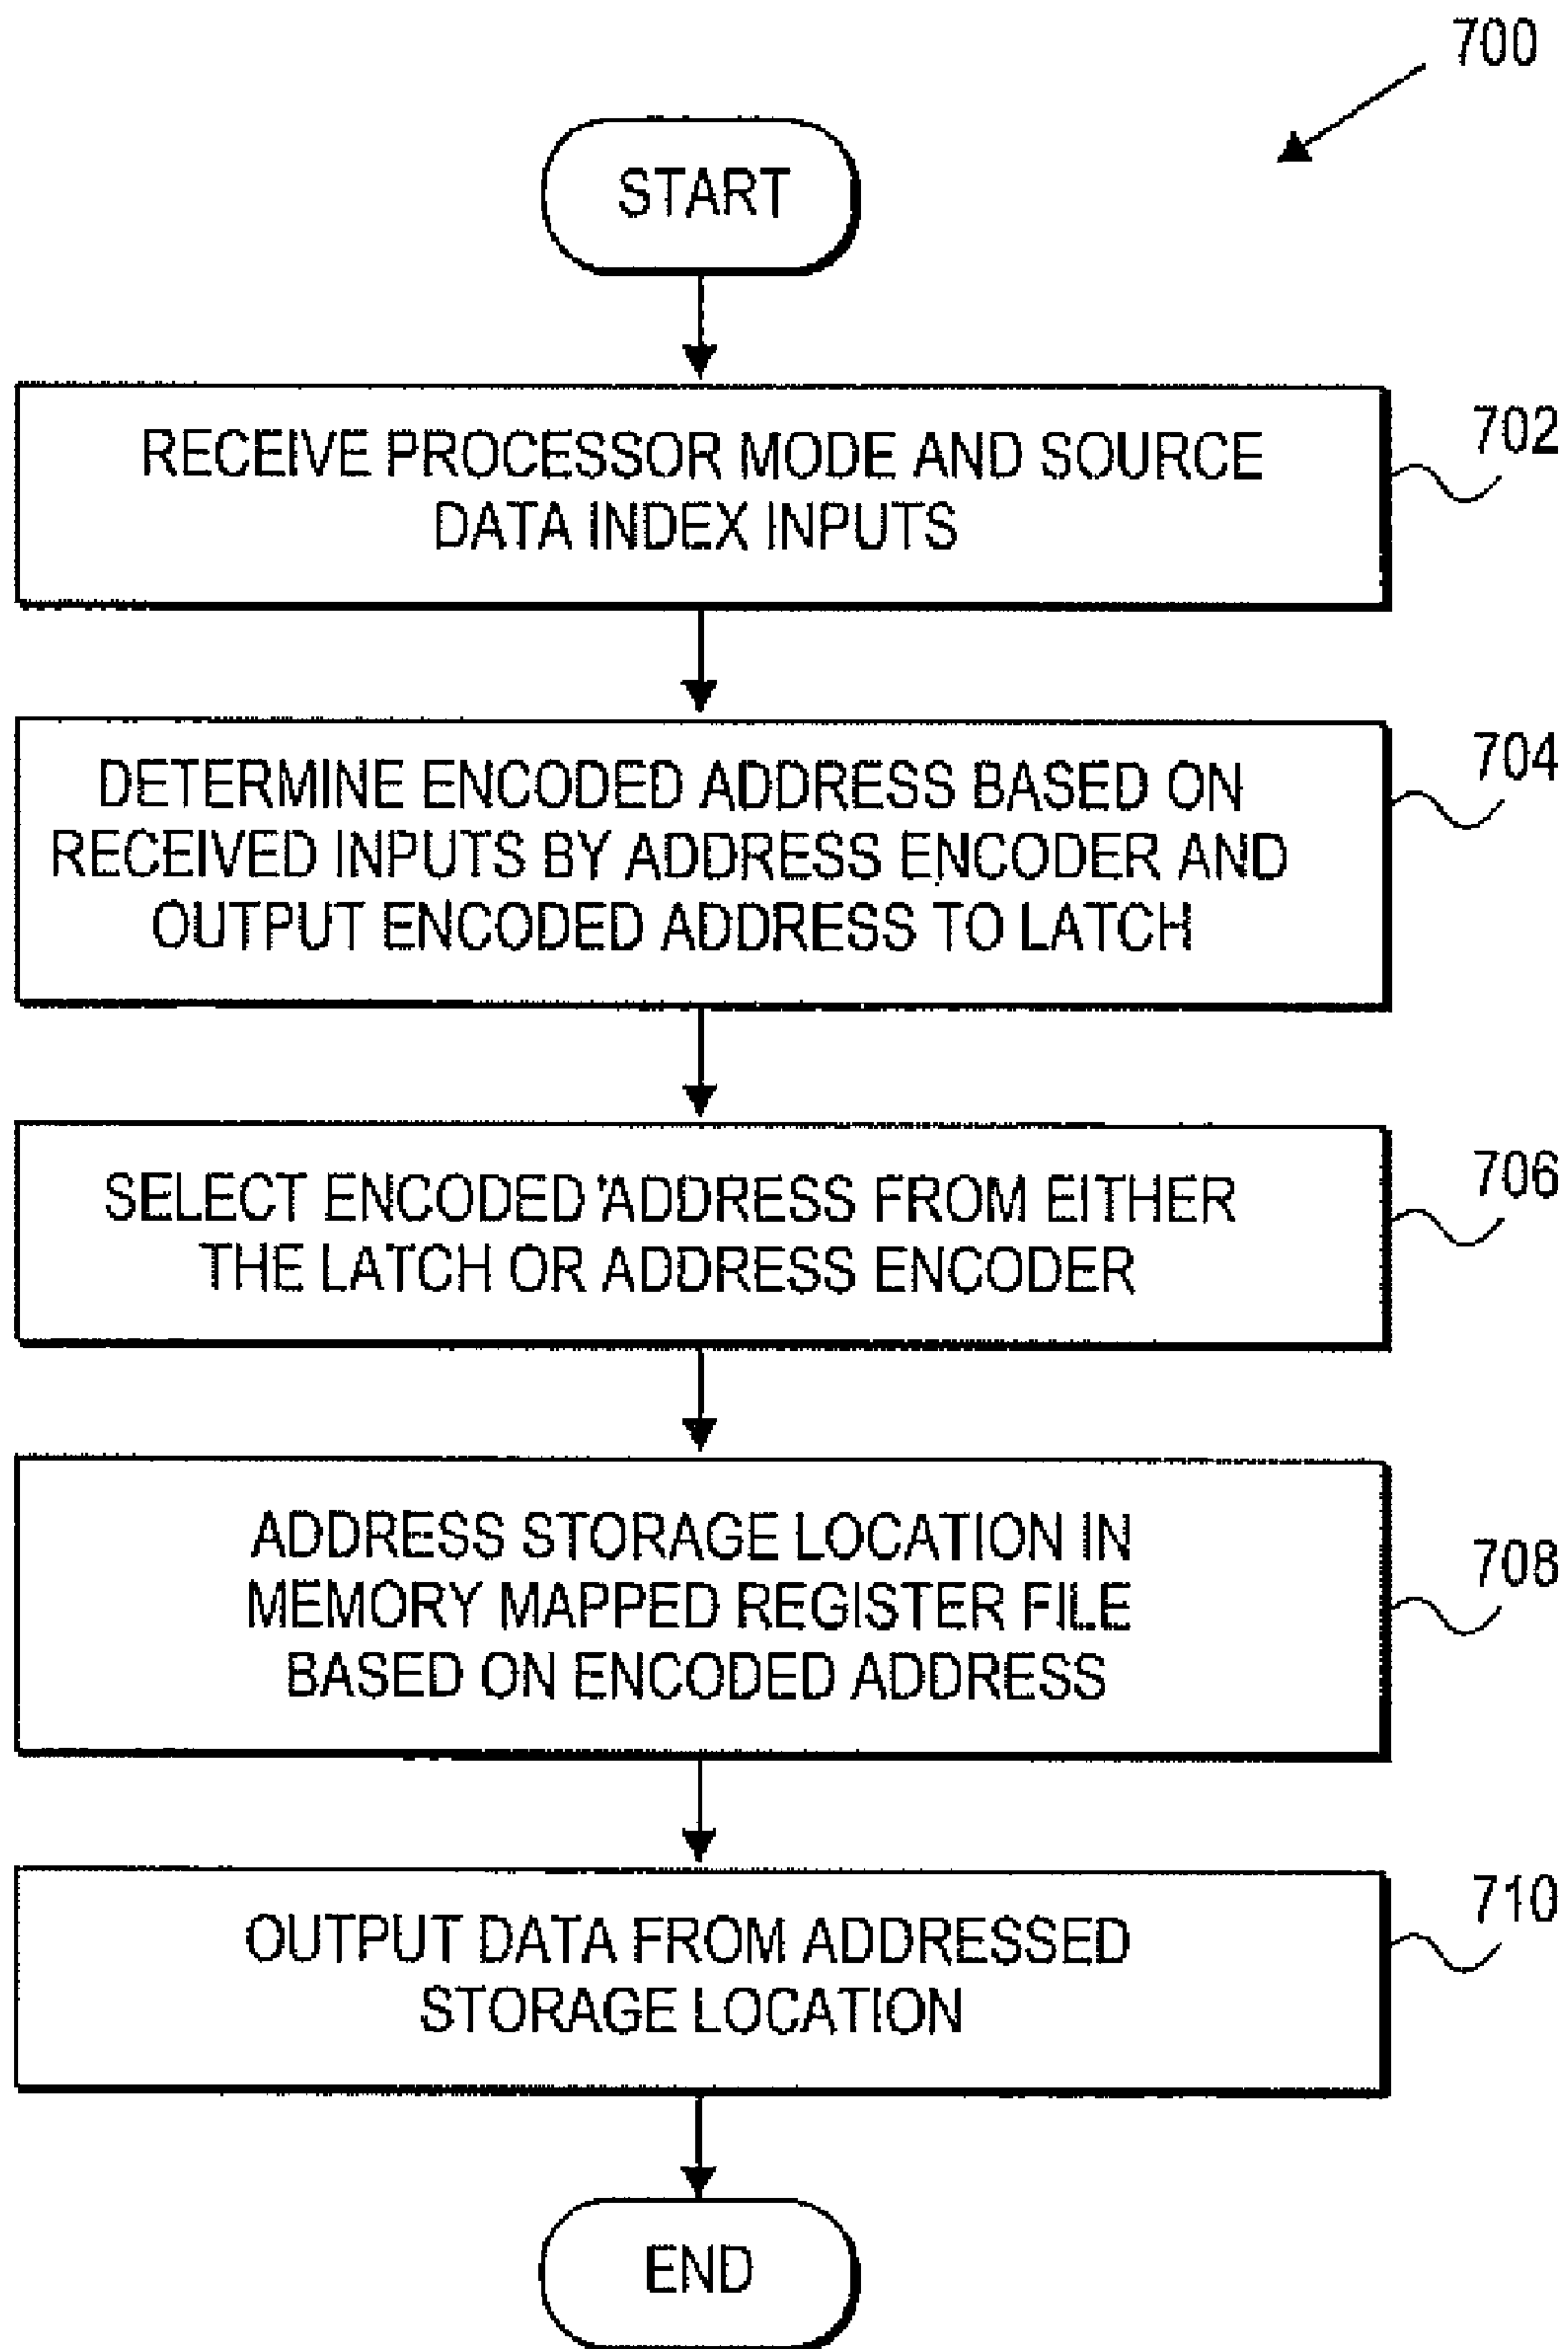 700
START
RECEIVE PROCESSOR MODE AND SOURCE
DATA INDEX INPUTS
702
DETERMINE ENCODED ADDRESS BASED ON
RECEIVED INPUTS BY ADDRESS ENCODER AND
OUTPUT ENCODED ADDRESS TO LATCH
704
SELECT ENCODED ADDRESS FROM EITHER
THE LATCH OR ADDRESS ENCODER
706
ADDRESS STORAGE LOCATION IN
MEMORY MAPPED REGISTER FILE
BASED ON ENCODED ADDRESS
708
OUTPUT DATA FROM ADDRESSED
STORAGE LOCATION
710
END